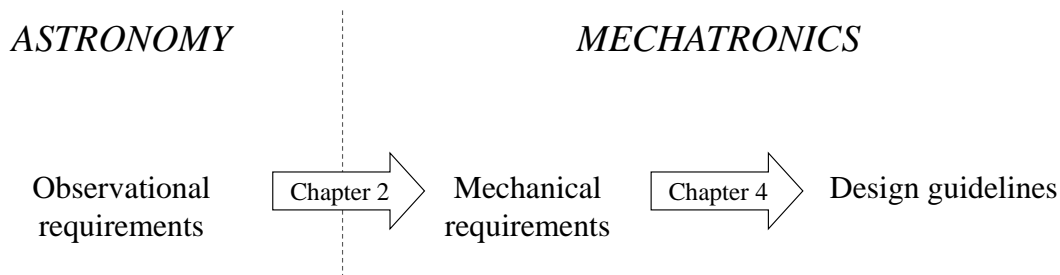 ASTRONOMY
MECHATRONICS
Observational
requirements
Chapter 2
Mechanical
requirements
Chapter 4
Design guidelines